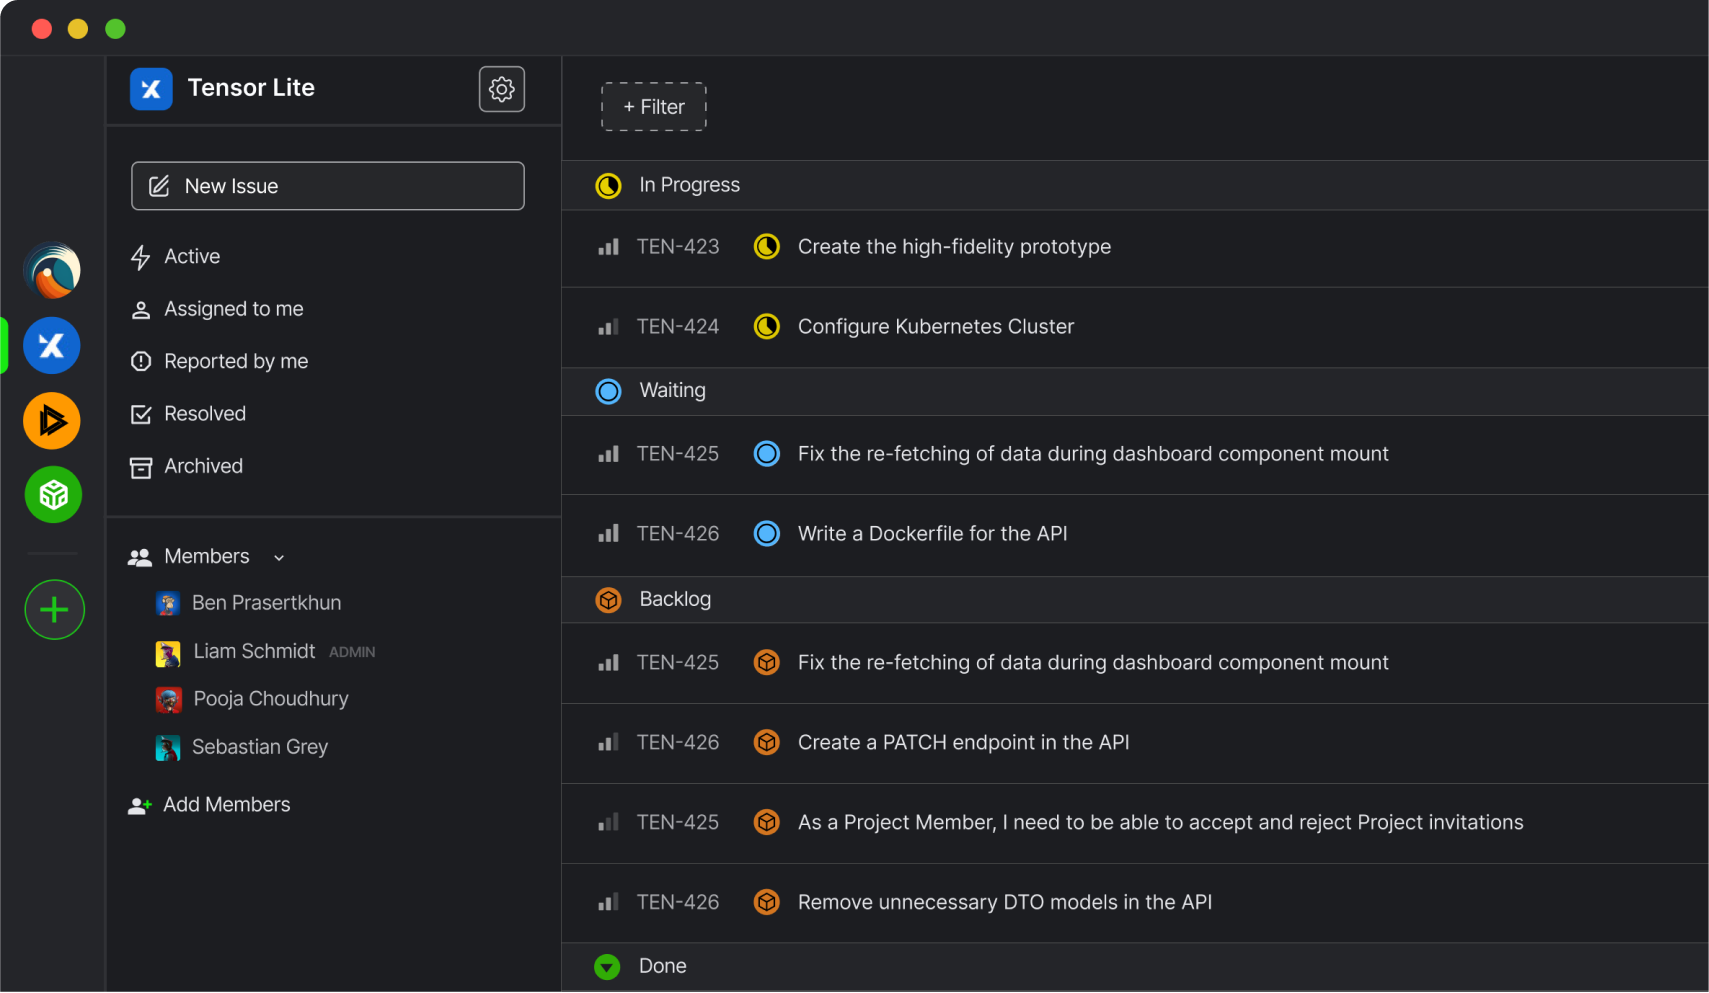 Tensor Lite
New Issue
Active
Assigned to me
Reported by me
Resolved
Archived
Members
Ben Prasertkhun
Liam Schmidt ADMIN
Pooja Choudhury
Sebastian Grey
Add Members
+ Filter
In Progress
TEN-423 Create the high-fidelity prototype
TEN-424 Configure Kubernetes Cluster
Waiting
TEN-425 Fix the re-fetching of data during dashboard component mount
TEN-426 Write a Dockerfile for the API
Backlog
TEN-425 Fix the re-fetching of data during dashboard component mount
TEN-426 Create a PATCH endpoint in the API
TEN-425 As a Project Member, I need to be able to accept and reject Project invitations
TEN-426 Remove unnecessary DTO models in the API
Done